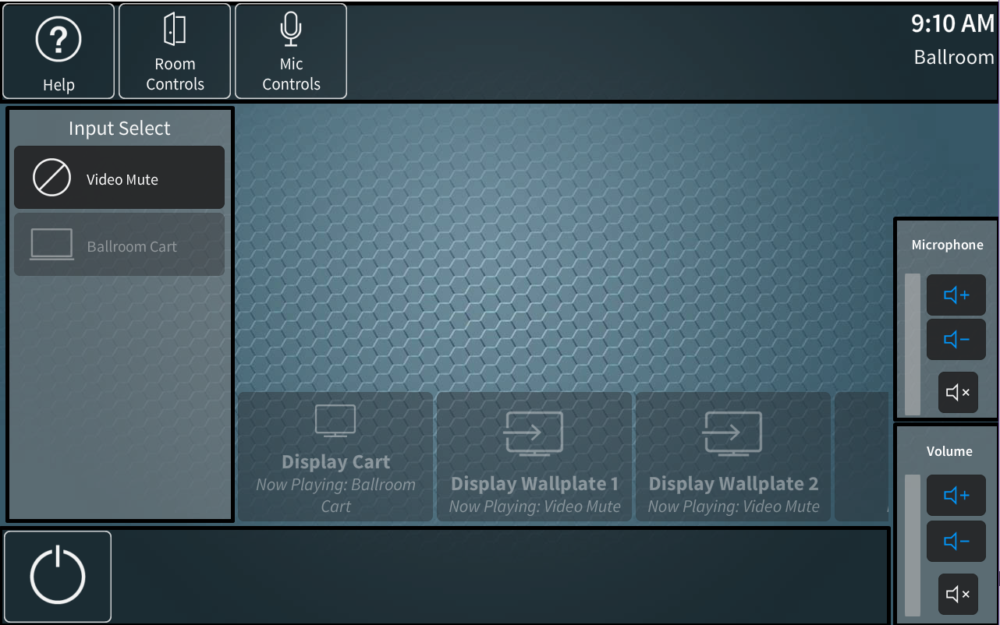 Help
Room
Controls
Mic
Controls
9:10 AM
Ballroom
Input Select
Video Mute
Ballroom Cart
Display Cart
Now Playing: Ballroom
Cart
Display Wallplate 1
Now Playing: Video Mute
Display Wallplate 2
Now Playing: Video Mute
Microphone
Volume